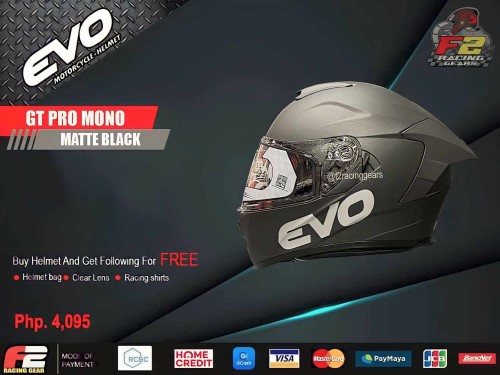 EVO
MOTORCYCLE HELMET
F2
RACING
GEARS
GT PRO MONO
MATTE BLACK
@f2racinggears
EVO
Buy Helmet And Get Following For FREE
• Helmet bag • Clear Lens • Racing shirts
Php. 4,095
F2
RACING GEAR
MODE OF
PAYMENT
RCBC
HOME
CREDIT
GCash
VISA
MasterCard
PayMaya
JCB
BancNet